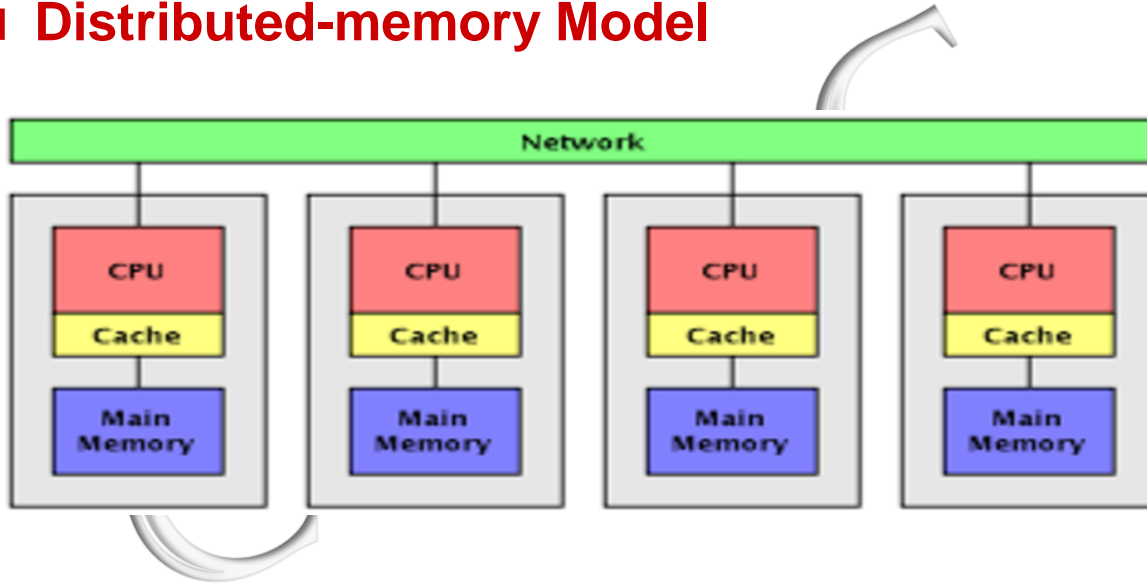 Distributed-memory Model
Network
CPU
CPU
CPU
CPU
Cache
Cache
Cache
Cache
Main
Memory
Main
Memory
Main
Memory
Main
Memory